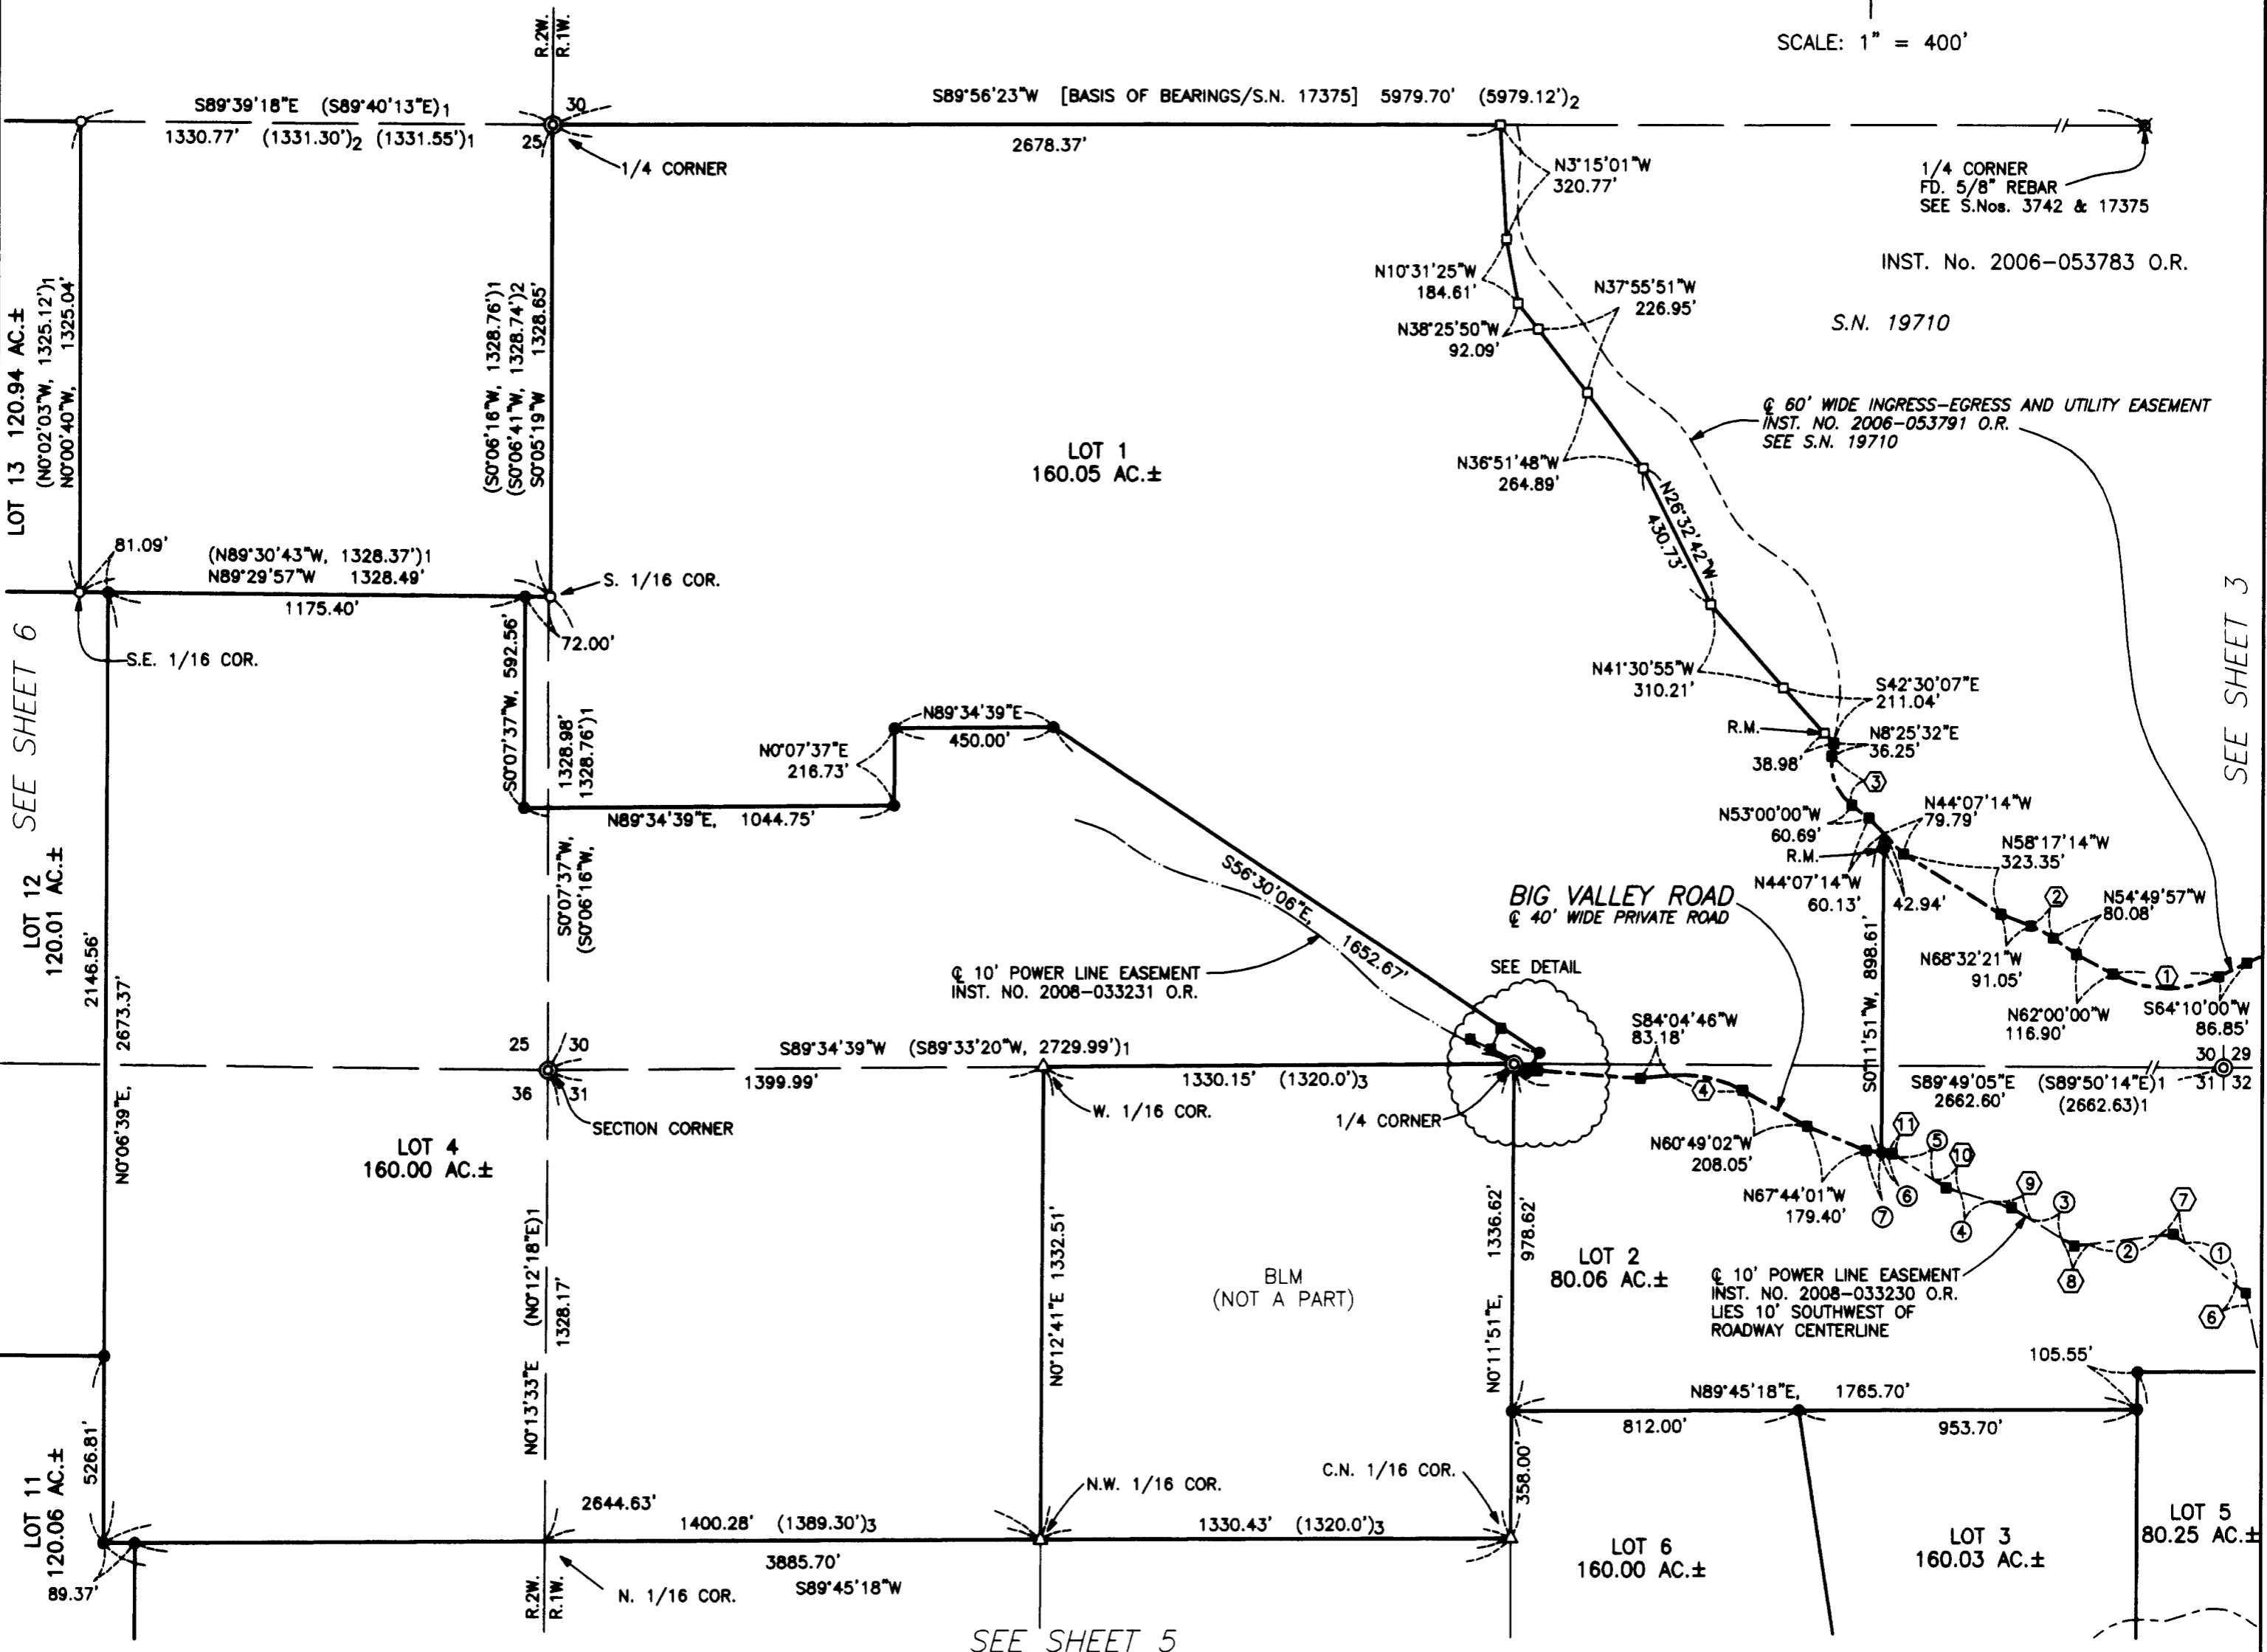 SCALE: 1" = 400'
R.2W.
R.1W.
S89°39'18"E (S89°40'13"E)1
1330.77' (1331.30')2 (1331.55')1
30
25
1/4 CORNER
S89°56'23"W [BASIS OF BEARINGS/S.N. 17375] 5979.70' (5979.12')2
2678.37'
N3°15'01"W
320.77'
1/4 CORNER
FD. 5/8" REBAR
SEE S.Nos. 3742 & 17375
INST. No. 2006-053783 O.R.
S.N. 19710
N10°31'25"W
184.61'
N37°55'51"W
226.95'
N38°25'50"W
92.09'
LOT 13 120.94 AC.±
(N0°02'03"W, 1325.12')1
N0°00'40"W, 1325.04'
(S0°06'16"W, 1328.76')1
(S0°06'41"W, 1328.74')2
S0°05'19"W 1328.65'
℄ 60' WIDE INGRESS-EGRESS AND UTILITY EASEMENT
INST. NO. 2006-053791 O.R.
SEE S.N. 19710
LOT 1
160.05 AC.±
N36°51'48"W
264.89'
N26°32'42"W
430.73'
81.09'
(N89°30'43"W, 1328.37')1
N89°29'57"W 1328.49'
1175.40'
S. 1/16 COR.
72.00'
S.E. 1/16 COR.
SEE SHEET 6
SEE SHEET 3
S0°07'37"W, 592.56'
1328.98'
1328.76')1
S0°07'37"W,
(S0°06'16"W,
N41°30'55"W
310.21'
S42°30'07"E
211.04'
R.M.
N8°25'32"E
36.25'
38.98'
3
N89°34'39"E
450.00'
N0°07'37"E
216.73'
N89°34'39"E, 1044.75'
N53°00'00"W
60.69'
N44°07'14"W
79.79'
R.M.
N44°07'14"W
60.13'
42.94'
N58°17'14"W
323.35'
2
N54°49'57"W
80.08'
N68°32'21"W
91.05'
1
N62°00'00"W
116.90'
S64°10'00"W
86.85'
S56°30'06"E,
1652.67'
BIG VALLEY ROAD
℄ 40' WIDE PRIVATE ROAD
S0°11'51"W, 898.61'
LOT 12
120.01 AC.±
2146.56'
N0°06'39"E, 2673.37'
℄ 10' POWER LINE EASEMENT
INST. NO. 2008-033231 O.R.
SEE DETAIL
S84°04'46"W
83.18'
25 30
36 31
S89°34'39"W (S89°33'20"W, 2729.99')1
1399.99'
1330.15' (1320.0')3
SECTION CORNER
W. 1/16 COR.
1/4 CORNER
4
30 29
31 32
S89°49'05"E (S89°50'14"E)1
2662.60' (2662.63)1
N60°49'02"W
208.05'
N67°44'01"W
179.40'
11
5
10
9
3
7
7
6
4
8
2
1
6
LOT 4
160.00 AC.±
(N0°12'18"E)1
N0°13'33"E
1328.17'
N0°12'41"E 1332.51'
BLM
(NOT A PART)
1336.62'
978.62'
N0°11'51"E,
LOT 2
80.06 AC.±
℄ 10' POWER LINE EASEMENT
INST. NO. 2008-033230 O.R.
LIES 10' SOUTHWEST OF
ROADWAY CENTERLINE
105.55'
N89°45'18"E, 1765.70'
812.00'
953.70'
LOT 11
120.06 AC.±
526.81'
358.00'
C.N. 1/16 COR.
N.W. 1/16 COR.
2644.63'
1400.28' (1389.30')3
1330.43' (1320.0')3
3885.70'
S89°45'18"W
89.37'
R.2W.
R.1W.
N. 1/16 COR.
LOT 6
160.00 AC.±
LOT 3
160.03 AC.±
LOT 5
80.25 AC.±
SEE SHEET 5